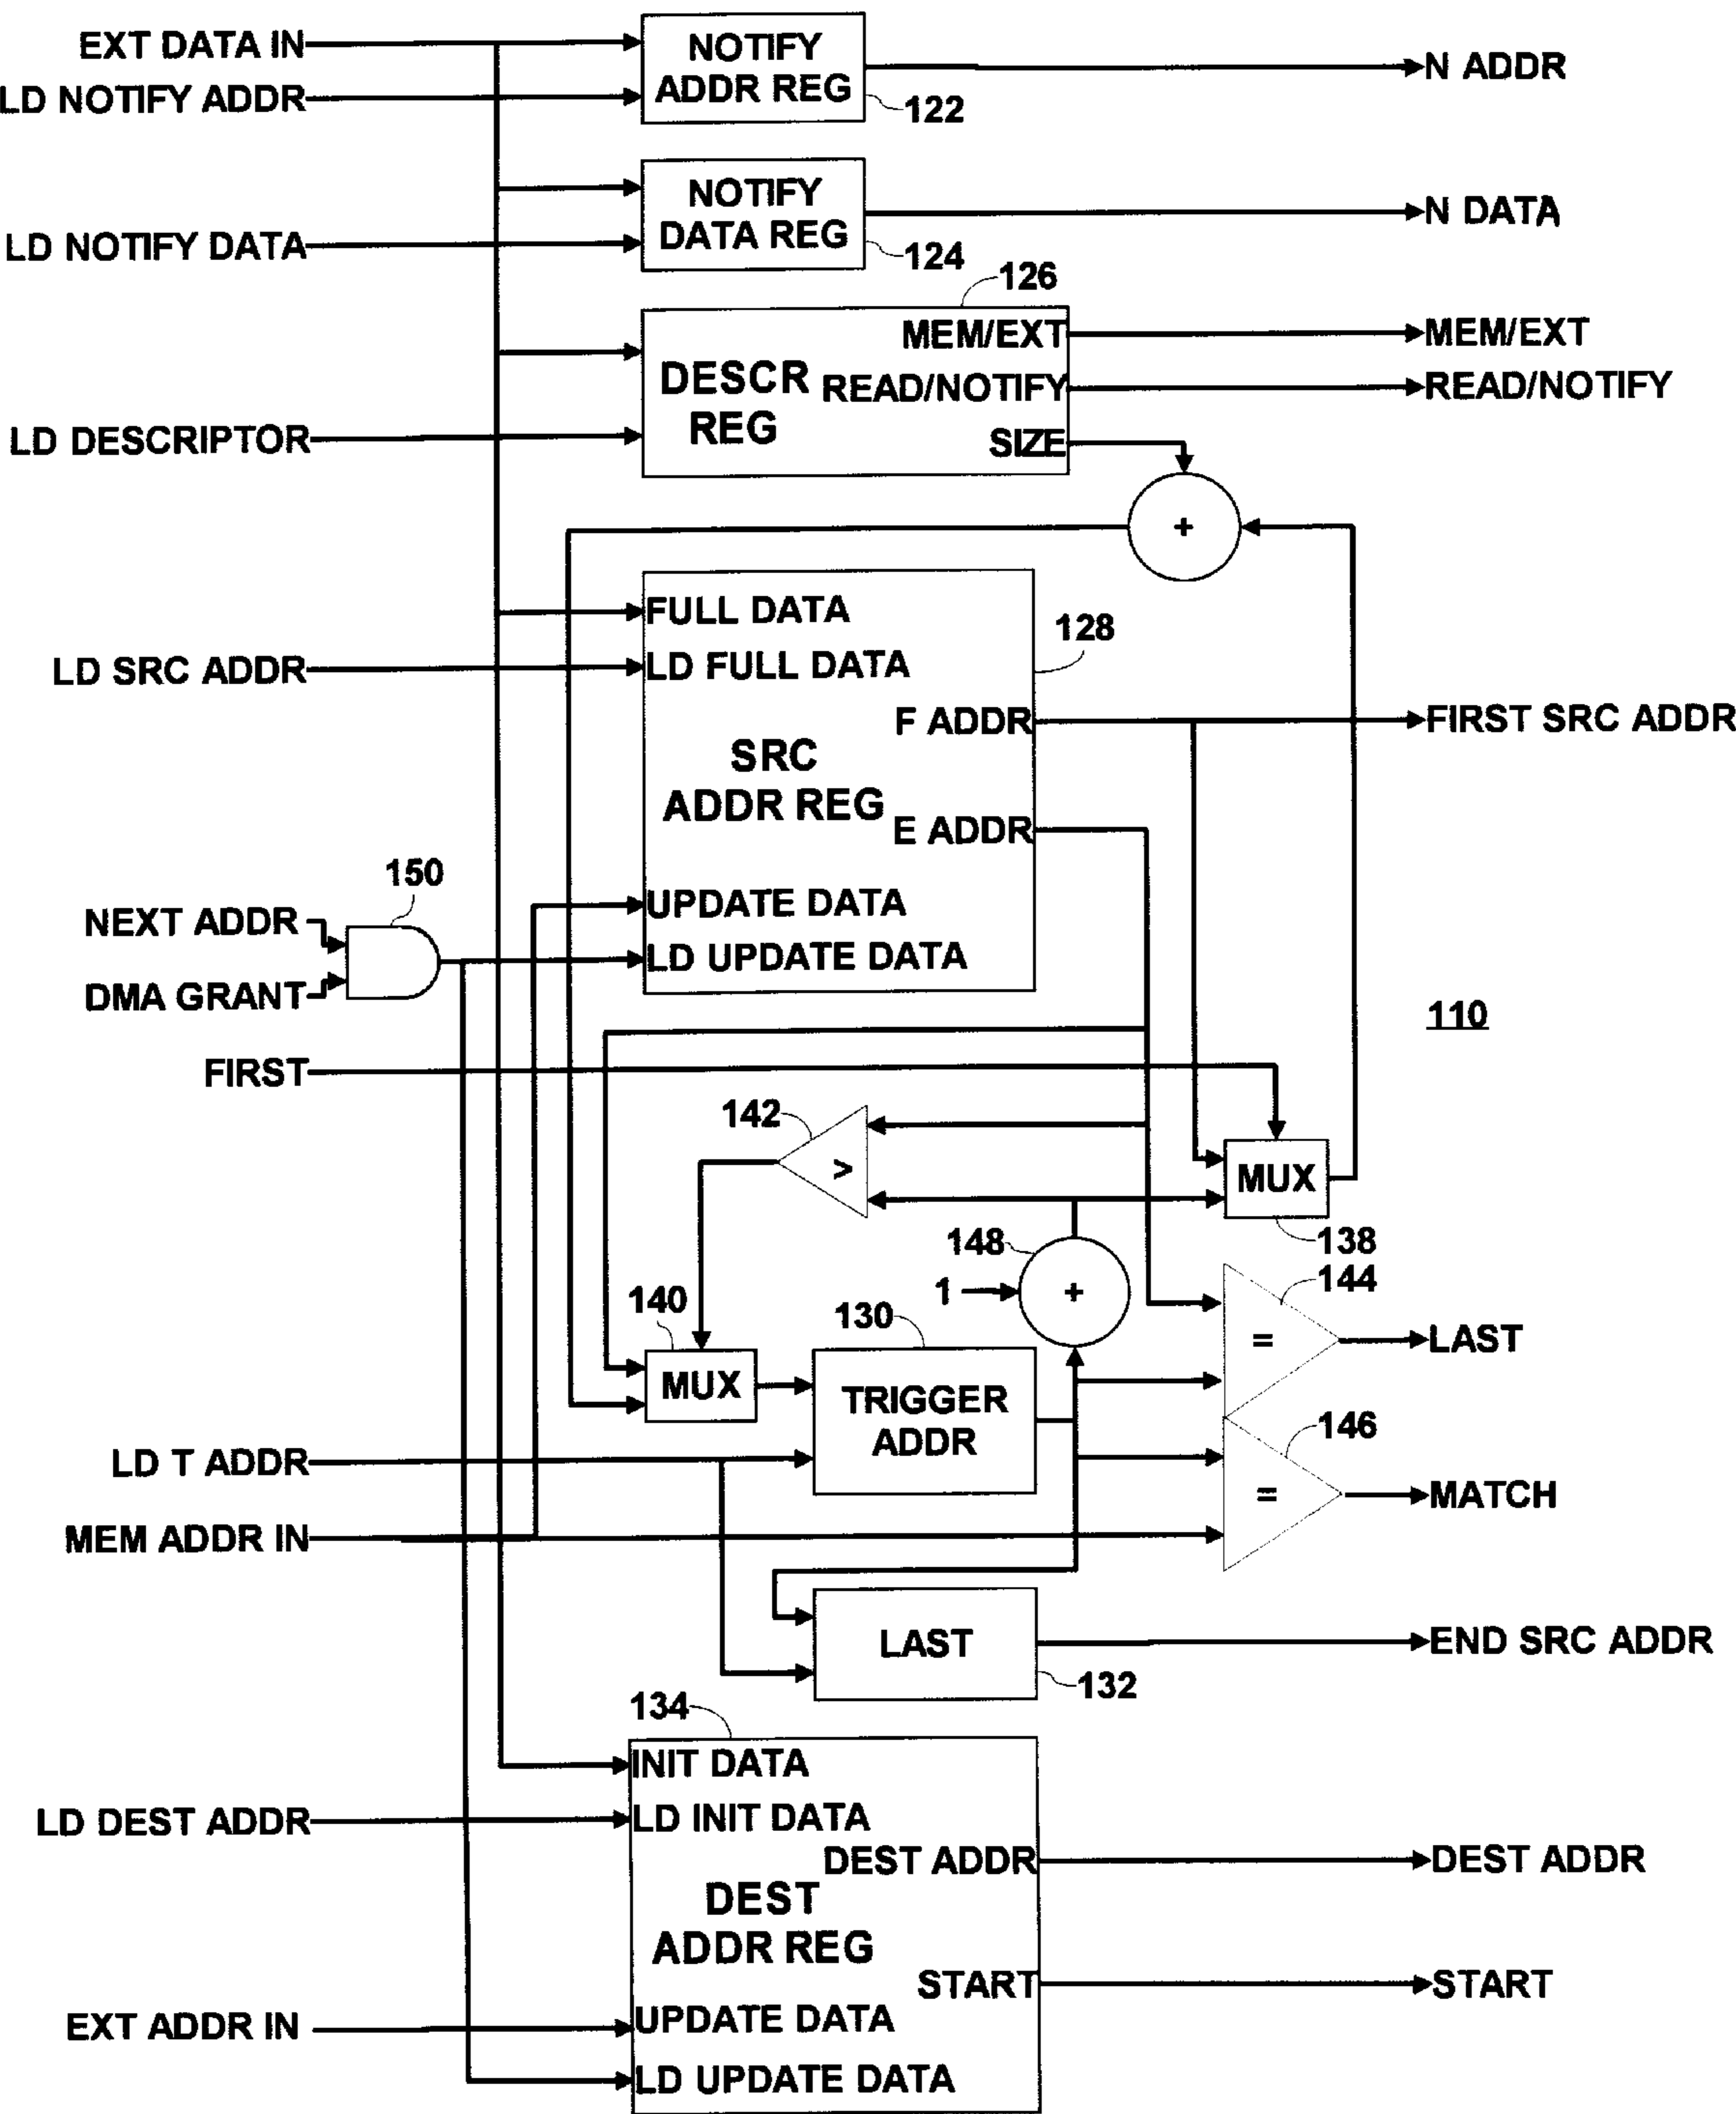 EXT DATA IN
NOTIFY
ADDR REG
N ADDR
LD NOTIFY ADDR
122
NOTIFY
DATA REG
N DATA
LD NOTIFY DATA
124
126
MEM/EXT
MEM/EXT
DESCR
REG
READ/NOTIFY
READ/NOTIFY
LD DESCRIPTOR
SIZE
+
FULL DATA
128
LD SRC ADDR
LD FULL DATA
F ADDR
FIRST SRC ADDR
SRC
ADDR REG
E ADDR
150
NEXT ADDR
UPDATE DATA
DMA GRANT
LD UPDATE DATA
110
FIRST
142
>
MUX
138
148
1
+
144
=
LAST
140
MUX
130
TRIGGER
ADDR
146
LD T ADDR
=
MATCH
MEM ADDR IN
LAST
END SRC ADDR
132
134
INIT DATA
LD DEST ADDR
LD INIT DATA
DEST ADDR
DEST ADDR
DEST
ADDR REG
START
START
EXT ADDR IN
UPDATE DATA
LD UPDATE DATA